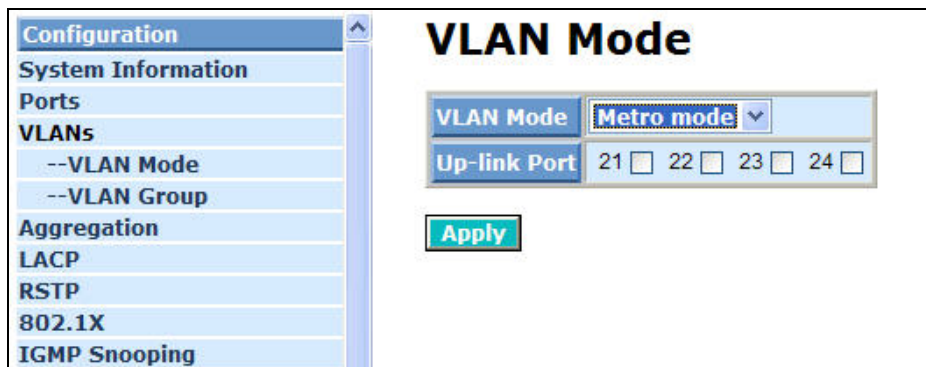 Configuration
System Information
Ports
VLANs
--VLAN Mode
--VLAN Group
Aggregation
LACP
RSTP
802.1X
IGMP Snooping
VLAN Mode
VLAN Mode Metro mode
Up-link Port 21 22 23 24
Apply